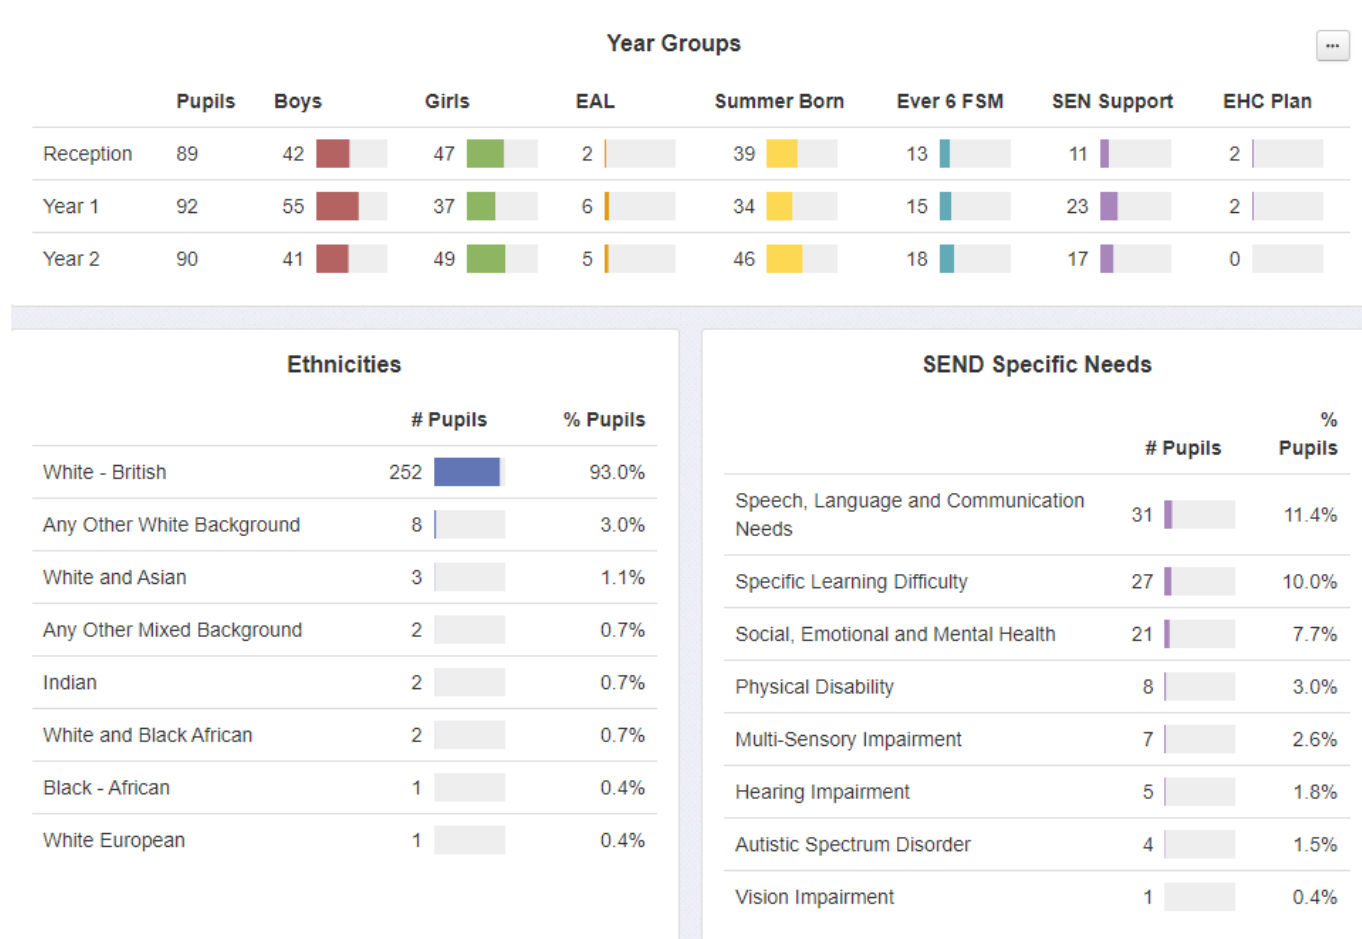 Year Groups
...
Pupils Boys Girls EAL Summer Born Ever 6 FSM SEN Support EHC Plan
Reception 89 42 47 2 39 13 11 2
Year 1 92 55 37 6 34 15 23 2
Year 2 90 41 49 5 46 18 17 0
Ethnicities
# Pupils % Pupils
White - British 252 93.0%
Any Other White Background 8 3.0%
White and Asian 3 1.1%
Any Other Mixed Background 2 0.7%
Indian 2 0.7%
White and Black African 2 0.7%
Black - African 1 0.4%
White European 1 0.4%
SEND Specific Needs
%
# Pupils Pupils
Speech, Language and Communication
Needs 31 11.4%
Specific Learning Difficulty 27 10.0%
Social, Emotional and Mental Health 21 7.7%
Physical Disability 8 3.0%
Multi-Sensory Impairment 7 2.6%
Hearing Impairment 5 1.8%
Autistic Spectrum Disorder 4 1.5%
Vision Impairment 1 0.4%